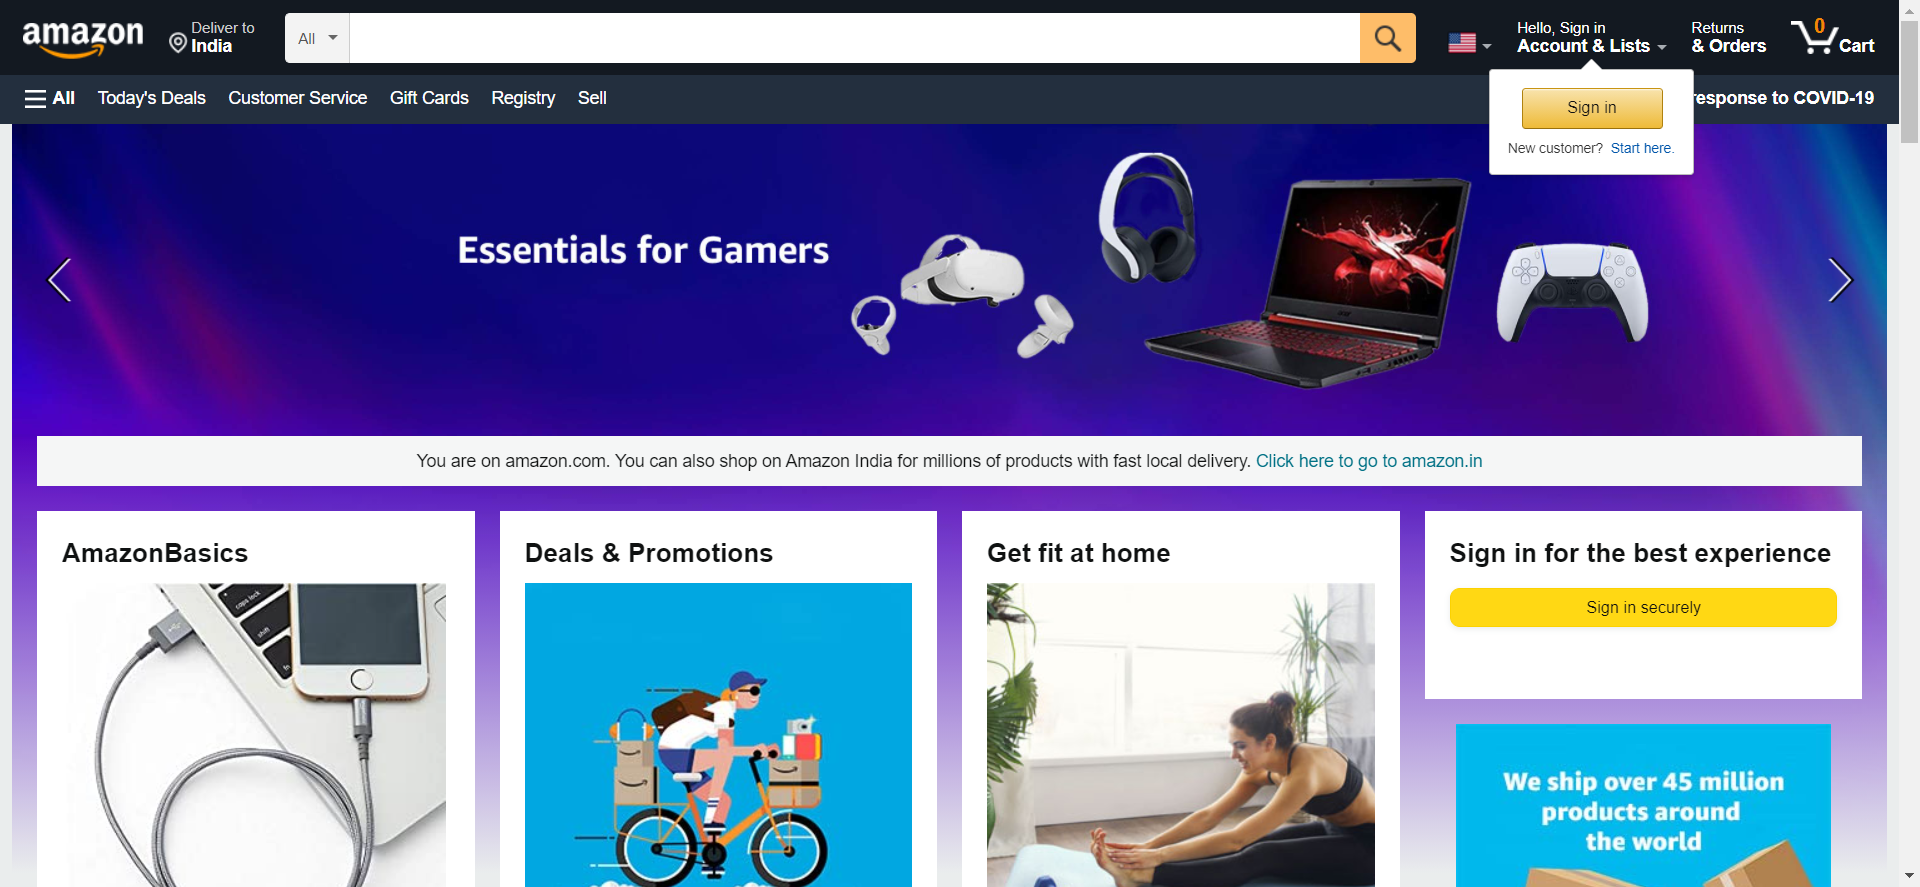 amazon
Deliver to
India
All
Hello, Sign in
Account & Lists
Returns
& Orders
0
Cart
All
Today's Deals
Customer Service
Gift Cards
Registry
Sell
response to COVID-19
Sign in
New customer? Start here.
Essentials for Gamers
You are on amazon.com. You can also shop on Amazon India for millions of products with fast local delivery. Click here to go to amazon.in
AmazonBasics
caps lock
shift
fn
Deals & Promotions
Get fit at home
Sign in for the best experience
Sign in securely
We ship over 45 million
products around
the world